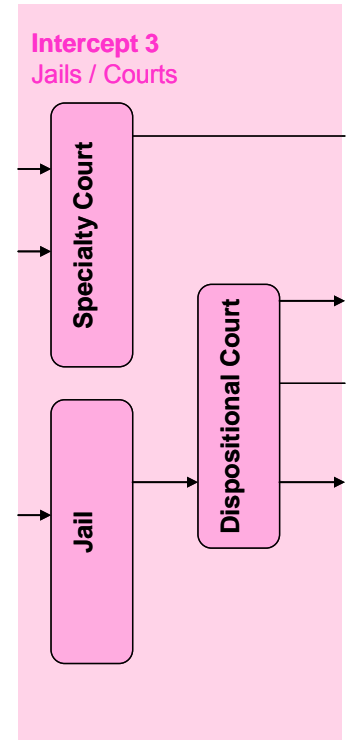 Intercept 3
Jails / Courts
Specialty Court
Dispositional Court
Jail